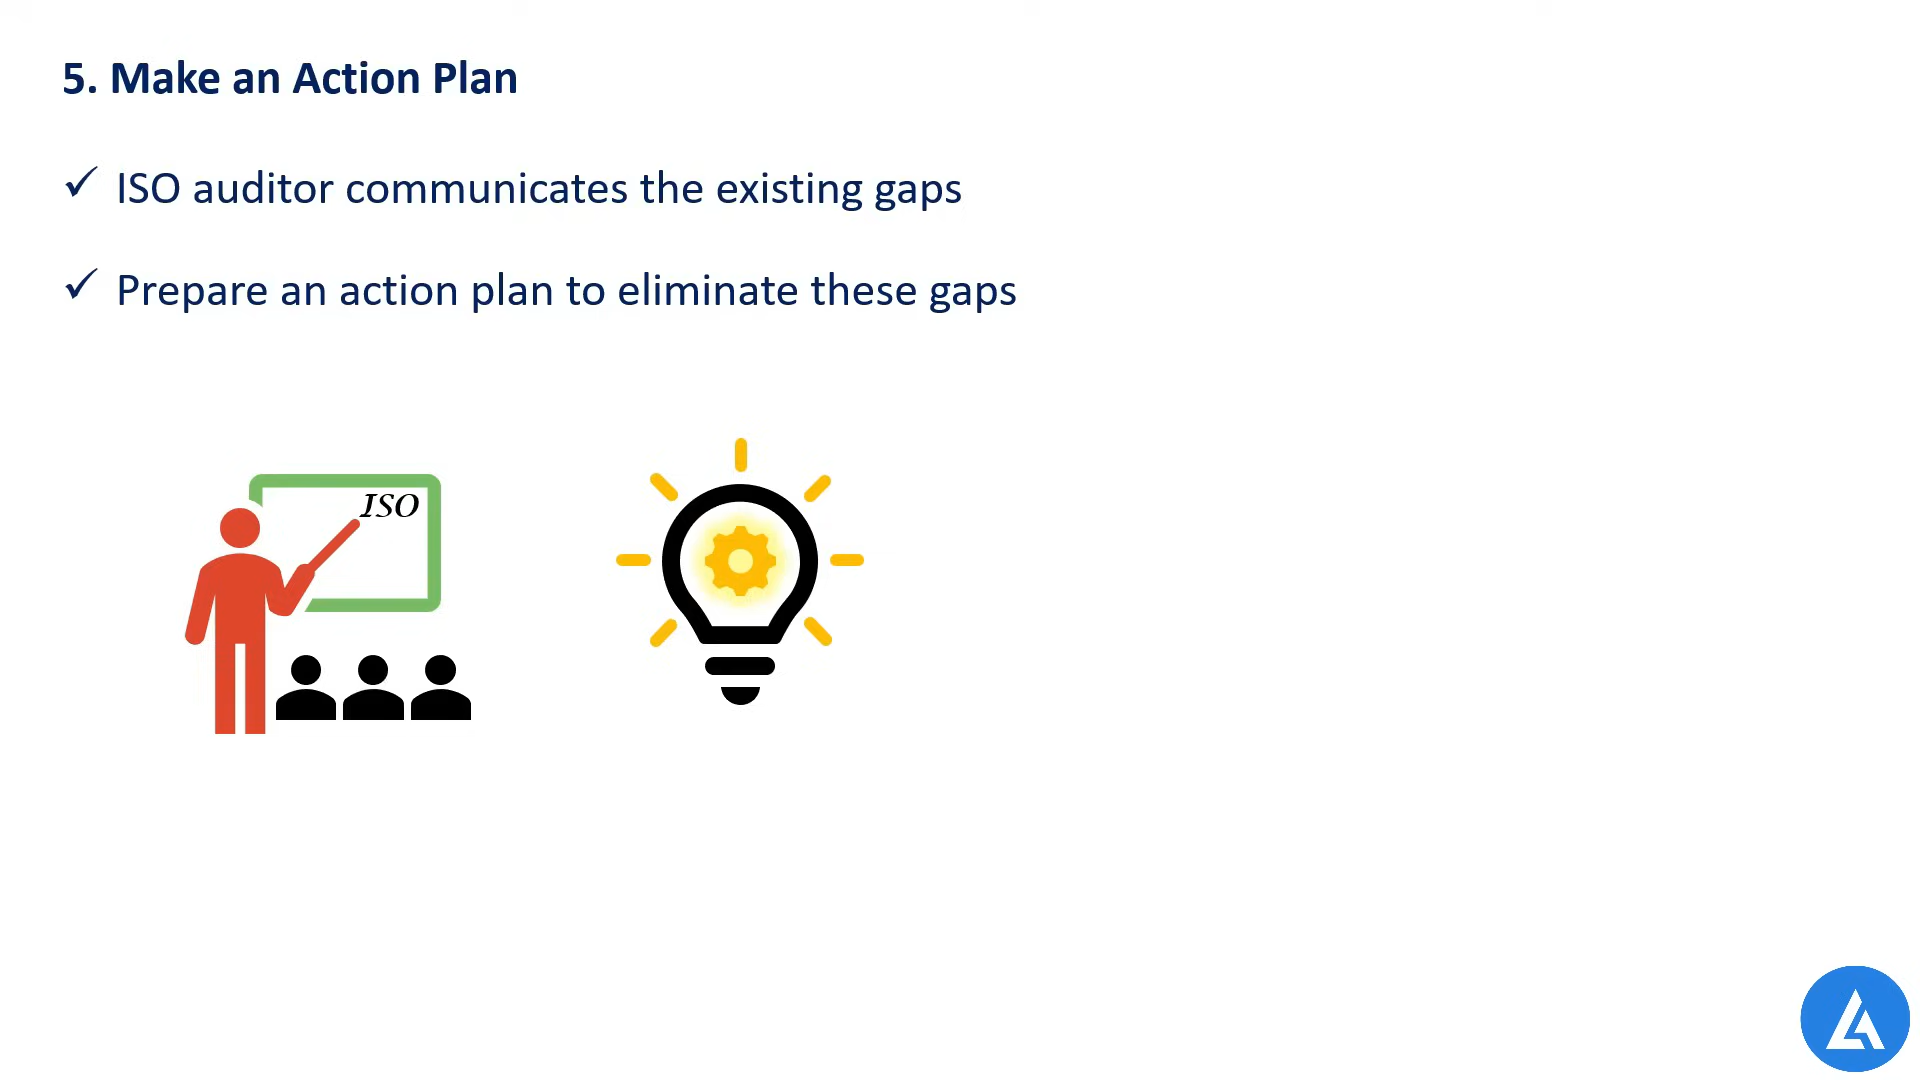 5. Make an Action Plan
✓ ISO auditor communicates the existing gaps
✓ Prepare an action plan to eliminate these gaps
ISO